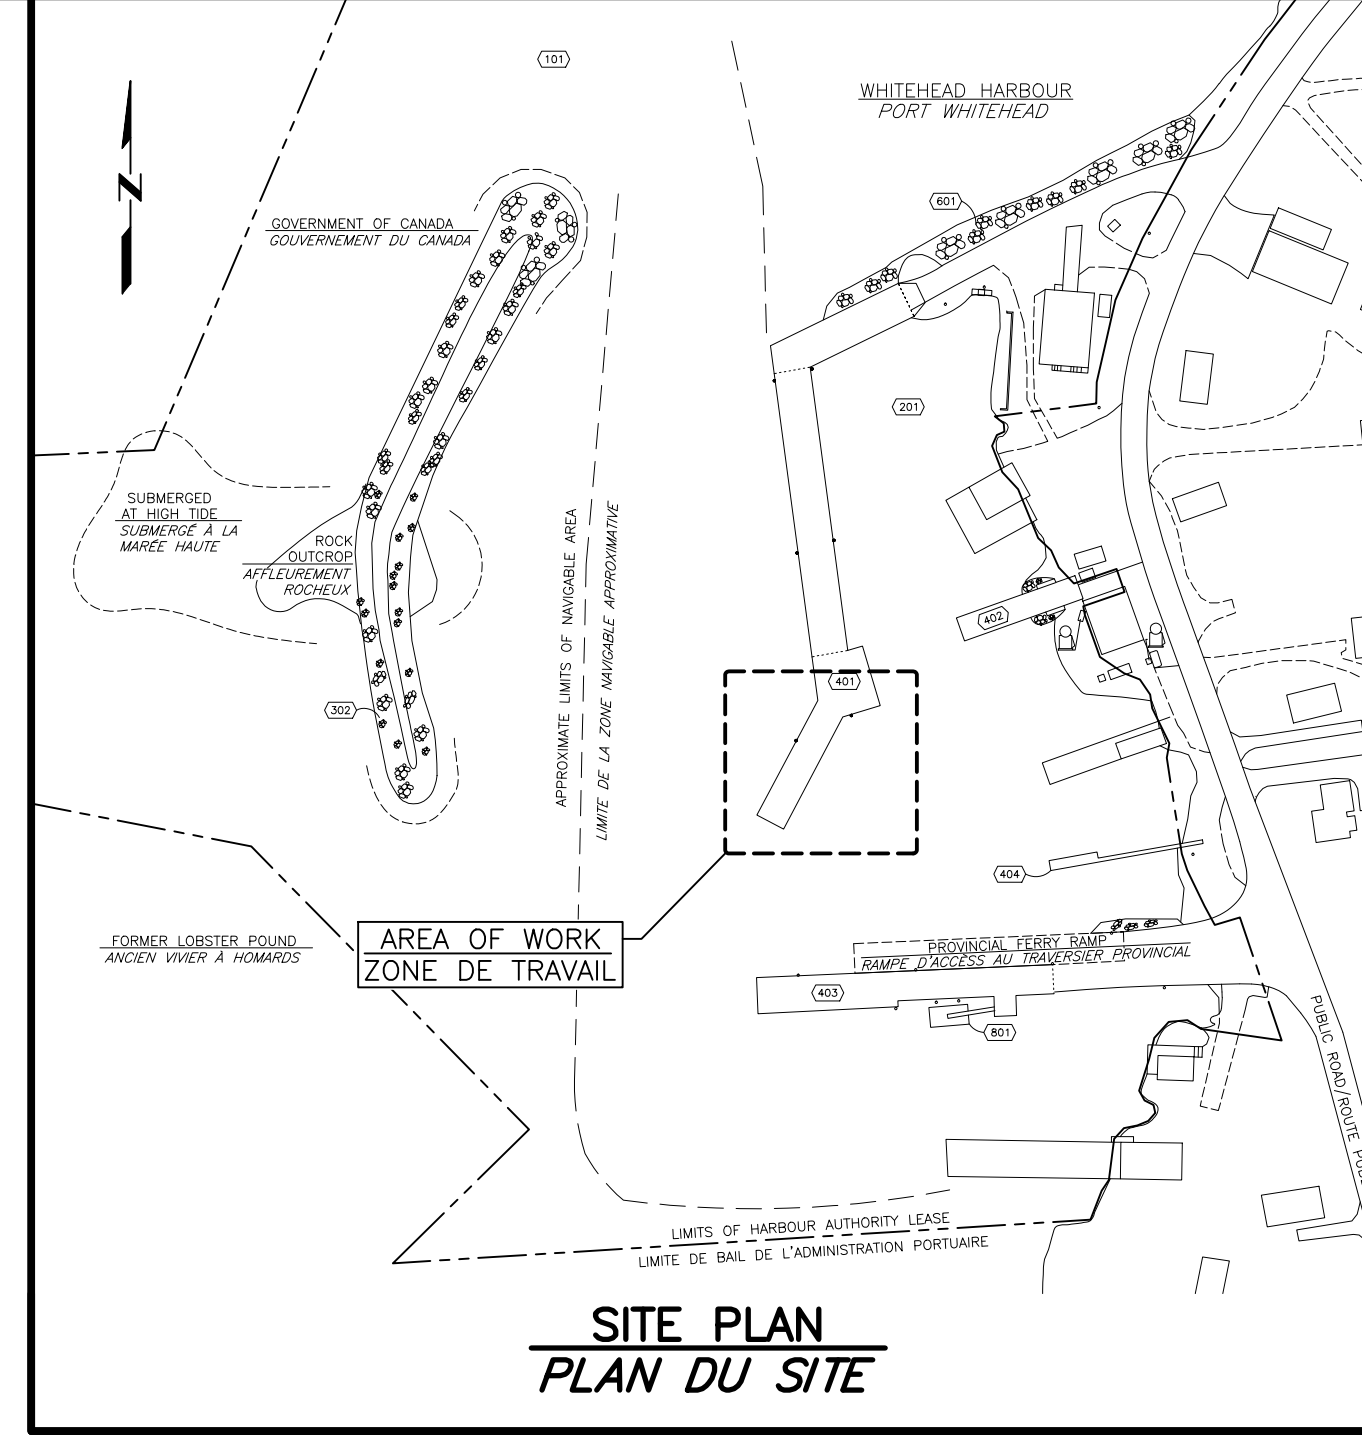 101
WHITEHEAD HARBOUR
PORT WHITEHEAD
N
601
GOVERNMENT OF CANADA
GOUVERNEMENT DU CANADA
201
SUBMERGED
AT HIGH TIDE
SUBMERGÉ À LA
MARÉE HAUTE
ROCK
OUTCROP
AFFLEUREMENT
ROCHEUX
APPROXIMATE LIMITS OF NAVIGABLE AREA
LIMITE DE LA ZONE NAVIGABLE APPROXIMATIVE
402
401
302
404
FORMER LOBSTER POUND
ANCIEN VIVIER À HOMARDS
AREA OF WORK
ZONE DE TRAVAIL
PROVINCIAL FERRY RAMP
RAMPE D'ACCÈS AU TRAVERSIER PROVINCIAL
403
801
PUBLIC ROAD/ROUTE PUBL
LIMITS OF HARBOUR AUTHORITY LEASE
LIMITE DE BAIL DE L'ADMINISTRATION PORTUAIRE
SITE PLAN
PLAN DU SITE